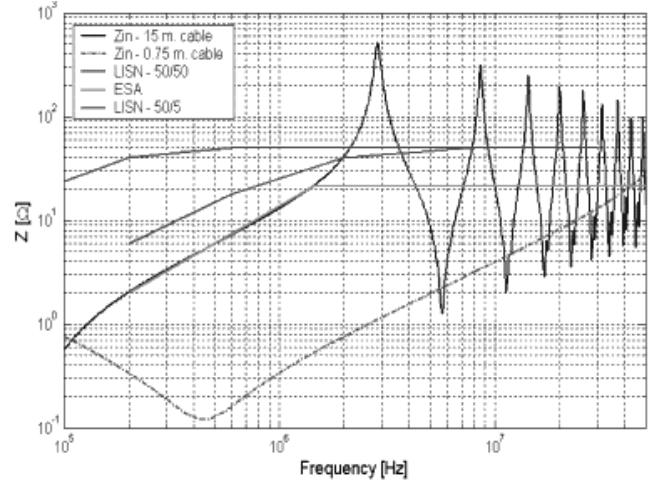 10^3
10^2
10^1
10^0
10^-1
Z [Ω]
Zin - 15 m. cable
Zin - 0.75 m. cable
LISN - 50/50
ESA
LISN - 50/5
10^5
10^6
10^7
Frequency [Hz]